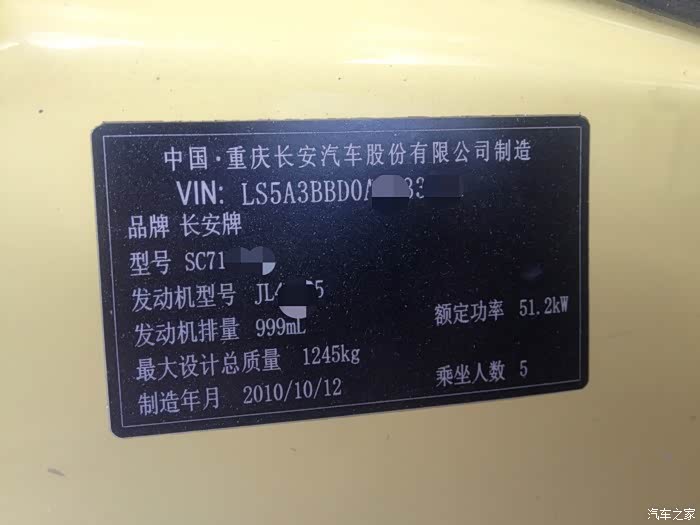 中国·重庆长安汽车股份有限公司制造
VIN: LS5A3BBD0A
品牌 长安牌
型号 SC71
发动机型号 JL
发动机排量 999mL 额定功率 51.2kW
最大设计总质量 1245kg
制造年月 2010/10/12 乘坐人数 5
汽车之家